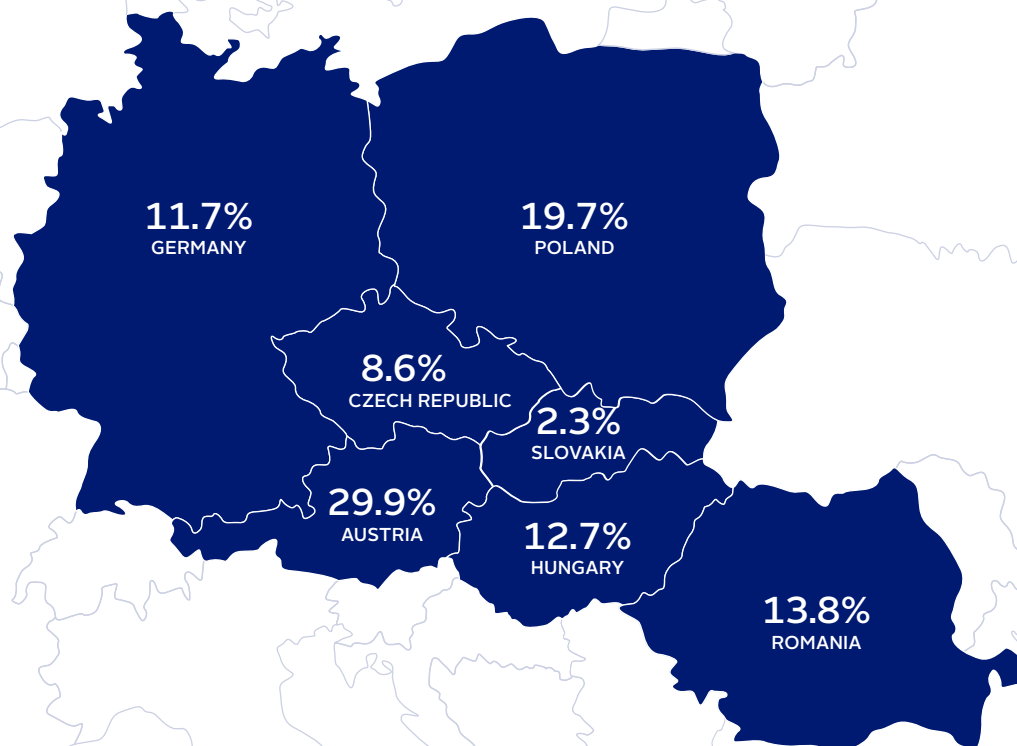 11.7%
GERMANY
19.7%
POLAND
8.6%
CZECH REPUBLIC
2.3%
SLOVAKIA
29.9%
AUSTRIA
12.7%
HUNGARY
13.8%
ROMANIA